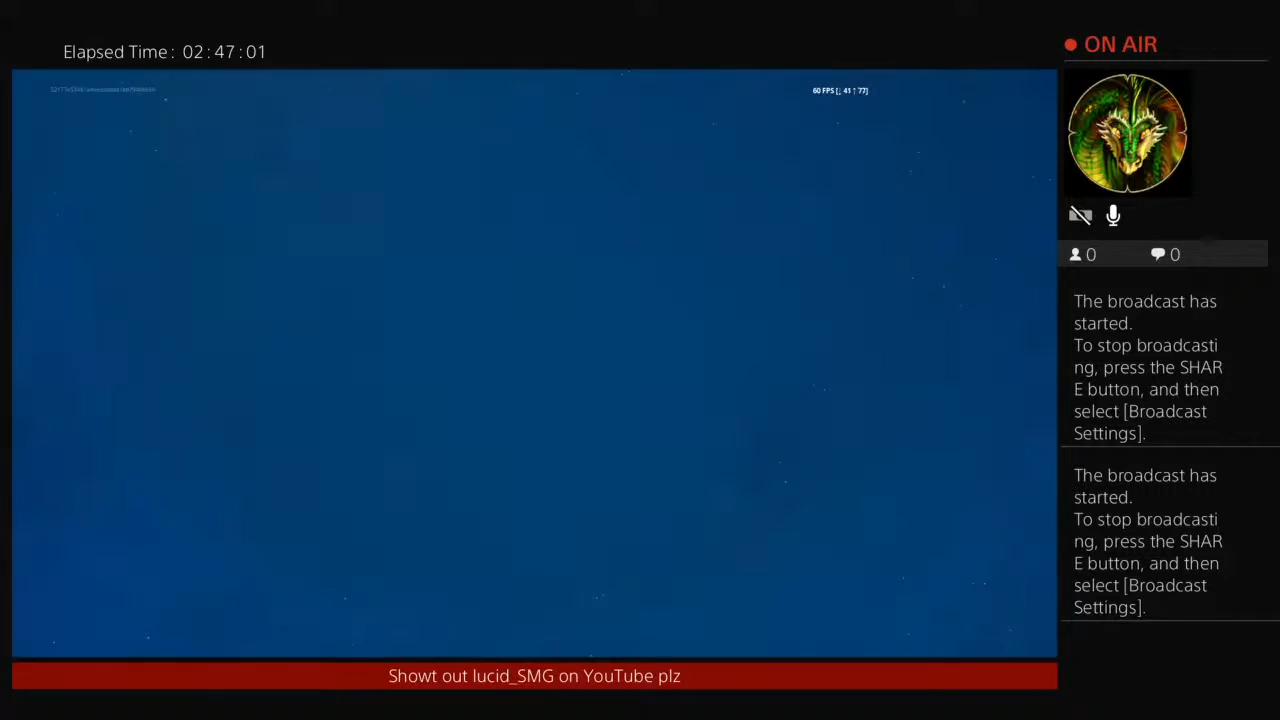 Elapsed Time: 02:47:01
ON AIR
60 FPS [↓ 41 ↑ 77]
0
0
The broadcast has
started.
To stop broadcasti
ng, press the SHAR
E button, and then
select [Broadcast
Settings].
The broadcast has
started.
To stop broadcasti
ng, press the SHAR
E button, and then
select [Broadcast
Settings].
Showt out lucid_SMG on YouTube plz